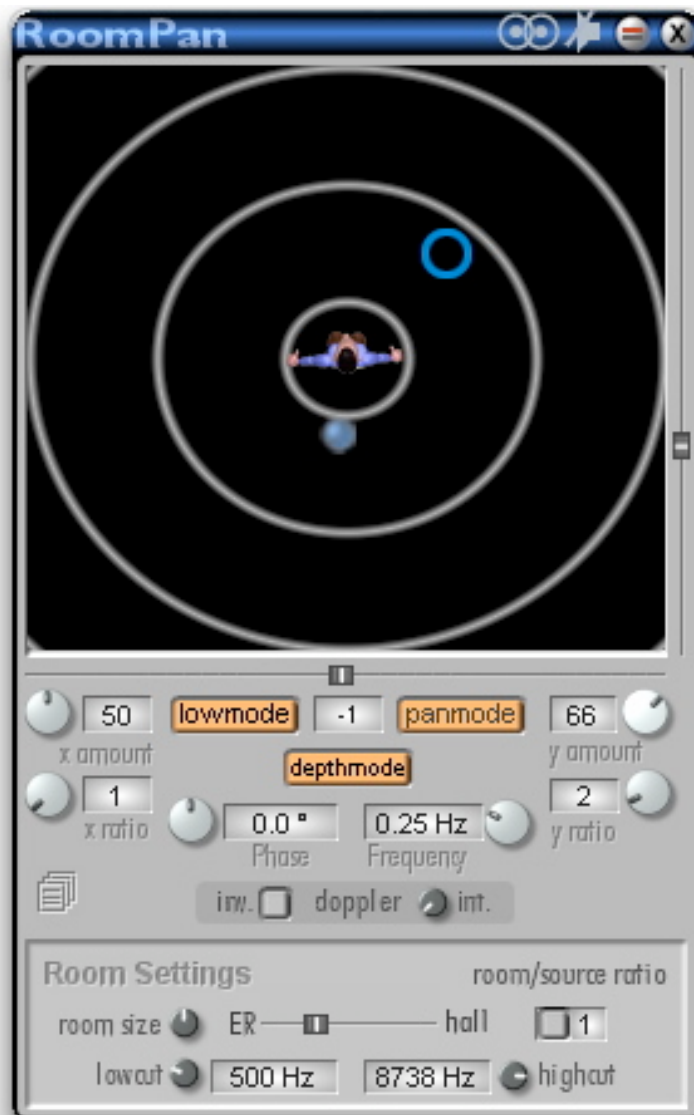 RoomPan
50 lowmode -1 panmode 66
x amount y amount
depthmode
1 0.0 ° 0.25 Hz 2
x ratio Phase Frequency y ratio
inv. doppler int.
Room Settings room/source ratio
room size ER hall 1
lowcut 500 Hz 8738 Hz highcut